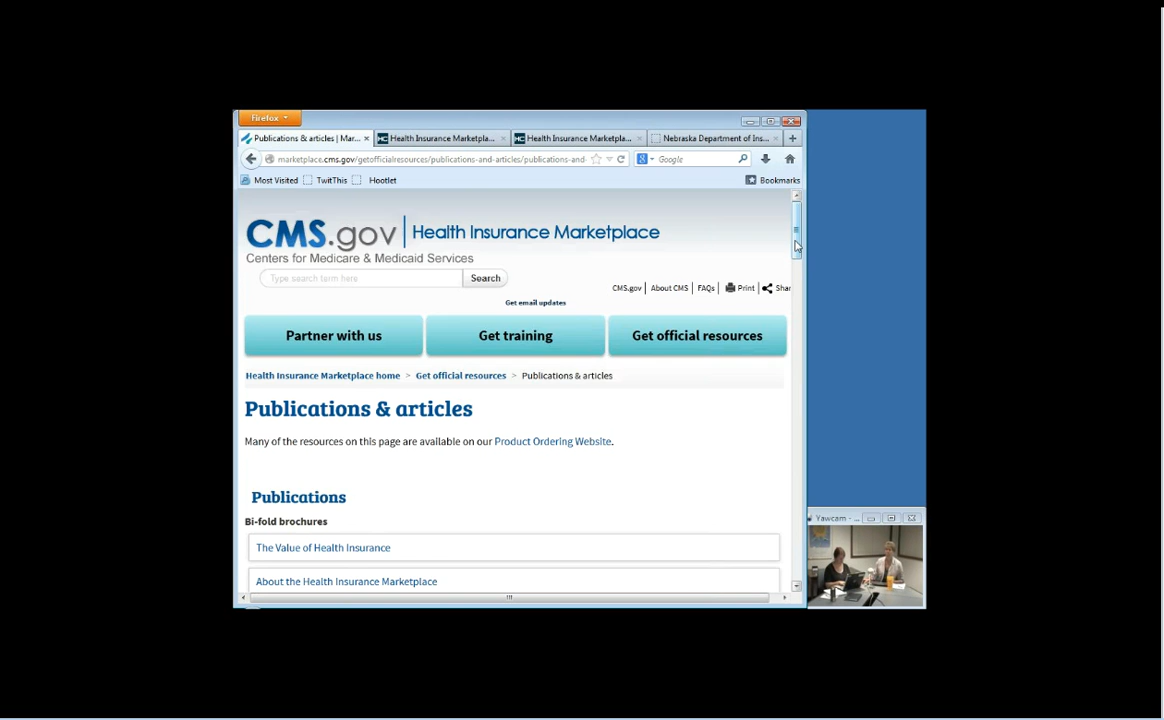 Firefox
Publications & articles | Mar...
Health Insurance Marketpla...
Health Insurance Marketpla...
Nebraska Department of Ins...
marketplace.cms.gov/getofficialresources/publications-and-articles/publications-and-
Google
Most Visited
TwitThis
Hootlet
Bookmarks
CMS.gov | Health Insurance Marketplace
Centers for Medicare & Medicaid Services
Type search term here
Search
CMS.gov | About CMS | FAQs | Print | Shar
Get email updates
Partner with us
Get training
Get official resources
Health Insurance Marketplace home > Get official resources > Publications & articles
Publications & articles
Many of the resources on this page are available on our Product Ordering Website.
Publications
Bi-fold brochures
Yawcam - ...
The Value of Health Insurance
About the Health Insurance Marketplace